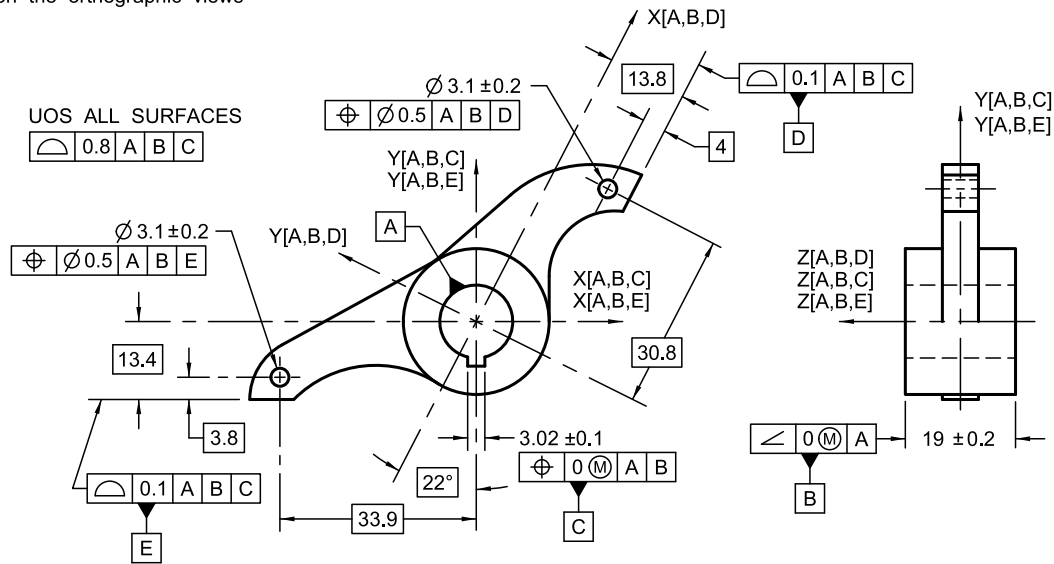 on the orthographic views
X[A,B,D]
13.8
⌓ 0.1 A B C
D
Ø 3.1 ±0.2
⌖ Ø 0.5 A B D
4
UOS ALL SURFACES
⌓ 0.8 A B C
Y[A,B,C]
Y[A,B,E]
Y[A,B,C]
Y[A,B,E]
Ø 3.1 ±0.2
⌖ Ø 0.5 A B E
Y[A,B,D]
A
X[A,B,C]
X[A,B,E]
Z[A,B,D]
Z[A,B,C]
Z[A,B,E]
13.4
30.8
3.8
3.02 ±0.1
⌖ 0 Ⓜ A B
C
22°
33.9
⌓ 0.1 A B C
E
∠ 0 Ⓜ A
B
19 ±0.2